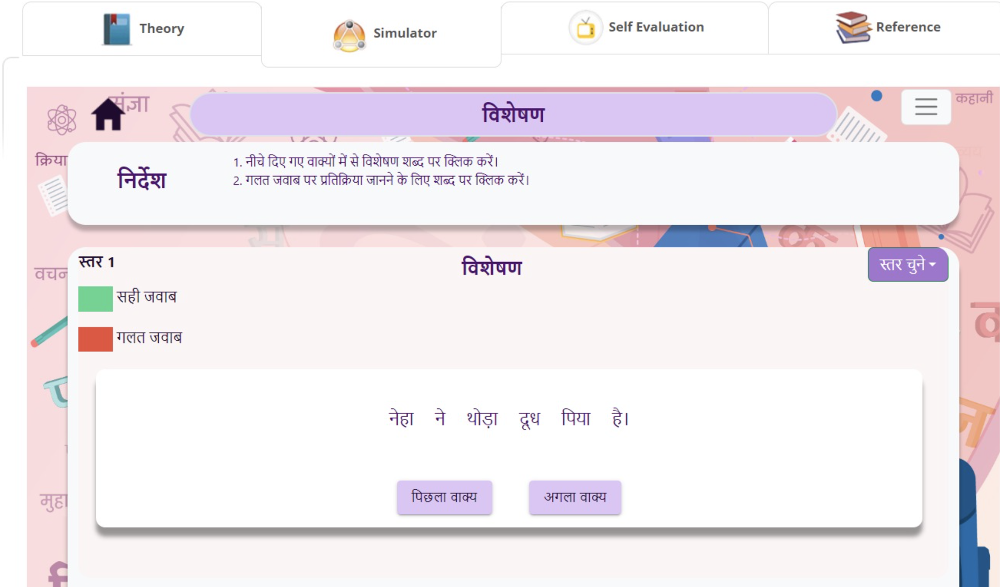 Theory
Simulator
Self Evaluation
Reference
संज्ञा
विशेषण
कहानी
क्रिया
निर्देश
1. नीचे दिए गए वाक्यों में से विशेषण शब्द पर क्लिक करें।
2. गलत जवाब पर प्रतिक्रिया जानने के लिए शब्द पर क्लिक करें।
वचन
स्तर 1
विशेषण
स्तर चुने
सही जवाब
गलत जवाब
नेहा ने थोड़ा दूध पिया है।
पिछला वाक्य
अगला वाक्य
मुहा